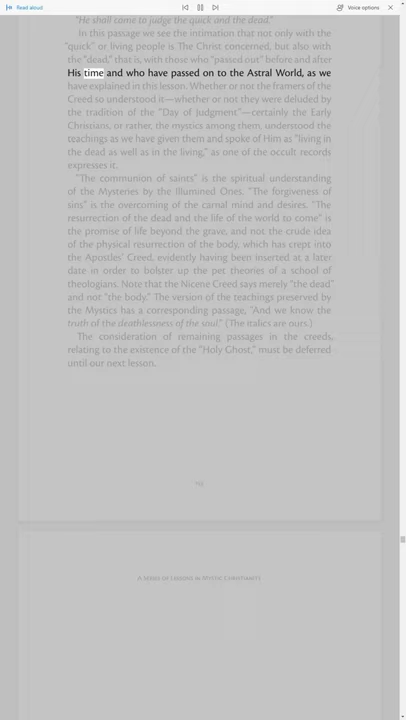 Read aloud
Voice options
"He shall come to judge the quick and the dead."
In this passage we see the intimation that not only with the
"quick" or living people is The Christ concerned, but also with
the "dead," that is, with those who "passed out" before and after
His time and who have passed on to the Astral World, as we
have explained in this lesson. Whether or not the framers of the
Creed so understood it—whether or not they were deluded by
the tradition of the "Day of Judgment"—certainly the Early
Christians, or rather, the mystics among them, understood the
teachings as we have given them and spoke of Him as "living in
the dead as well as in the living," as one of the occult records
expresses it.
"The communion of saints" is the spiritual understanding
of the Mysteries by the Illumined Ones. "The forgiveness of
sins" is the overcoming of the carnal mind and desires. "The
resurrection of the dead and the life of the world to come" is
the promise of life beyond the grave, and not the crude idea
of the physical resurrection of the body, which has crept into
the Apostles' Creed, evidently having been inserted at a later
date in order to bolster up the pet theories of a school of
theologians. Note that the Nicene Creed says merely "the dead"
and not "the body." The version of the teachings preserved by
the Mystics has a corresponding passage, "And we know the
truth of the deathlessness of the soul." (The italics are ours.)
The consideration of remaining passages in the creeds,
relating to the existence of the "Holy Ghost," must be deferred
until our next lesson.
A Series of Lessons in Mystic Christianity